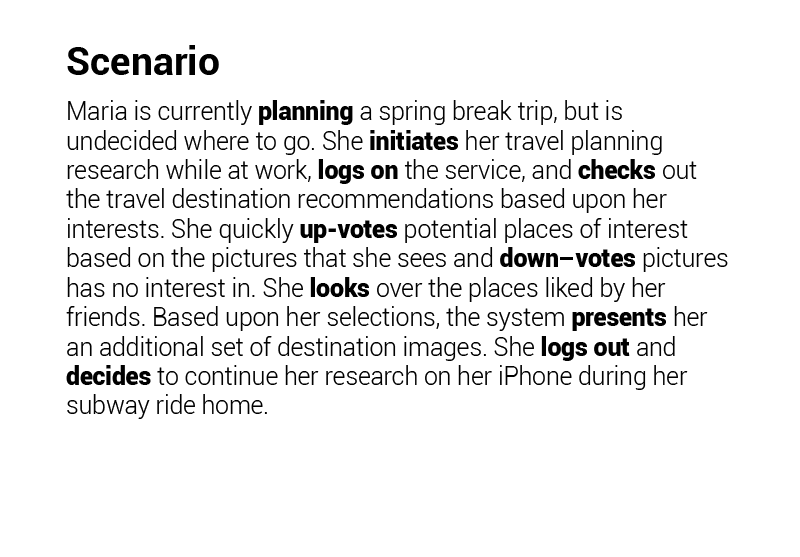 Scenario
Maria is currently planning a spring break trip, but is
undecided where to go. She initiates her travel planning
research while at work, logs on the service, and checks out
the travel destination recommendations based upon her
interests. She quickly up-votes potential places of interest
based on the pictures that she sees and down–votes pictures
has no interest in. She looks over the places liked by her
friends. Based upon her selections, the system presents her
an additional set of destination images. She logs out and
decides to continue her research on her iPhone during her
subway ride home.